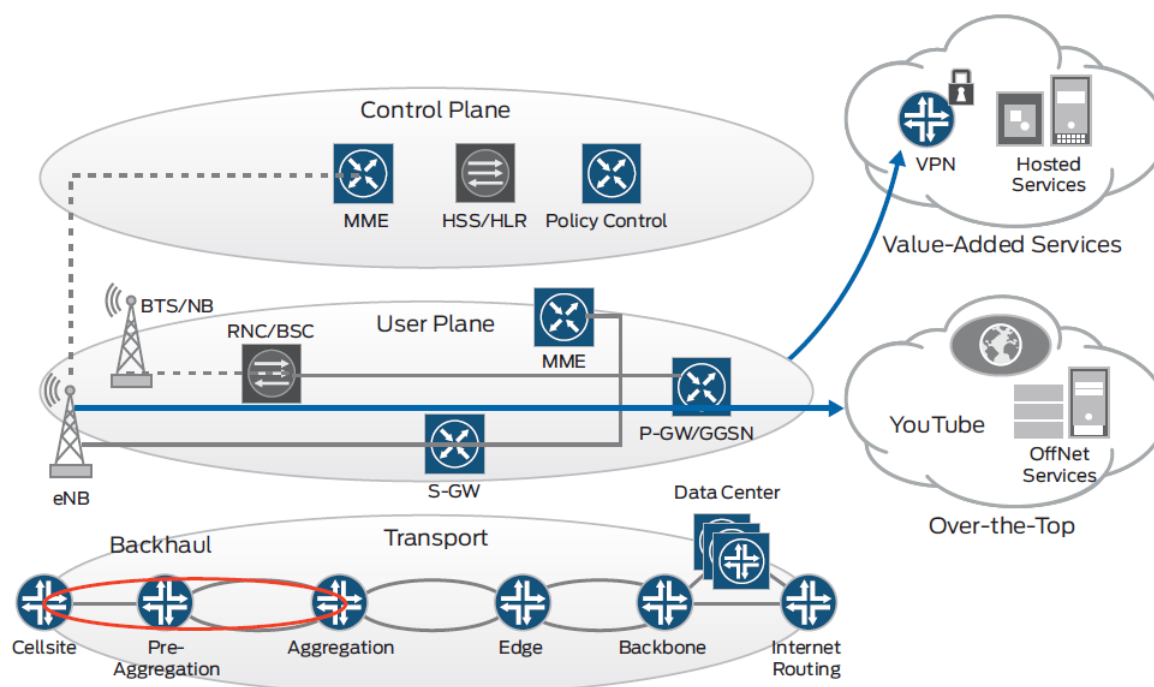 Control Plane
MME
HSS/HLR
Policy Control
VPN
Hosted
Services
Value-Added Services
BTS/NB
RNC/BSC
User Plane
MME
P-GW/GGSN
S-GW
eNB
YouTube
OffNet
Services
Over-the-Top
Data Center
Backhaul
Transport
Cellsite
Pre-
Aggregation
Aggregation
Edge
Backbone
Internet
Routing